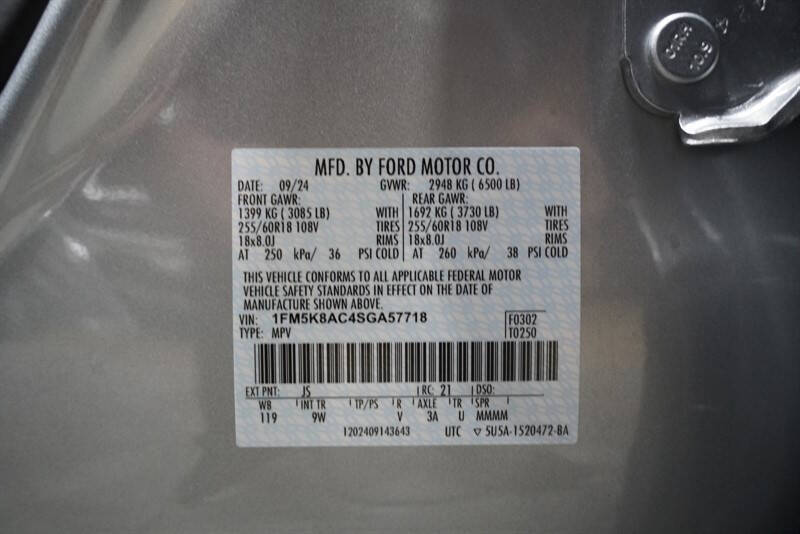 MFD. BY FORD MOTOR CO.
DATE: 09/24 GVWR: 2948 KG ( 6500 LB)
FRONT GAWR: REAR GAWR:
1399 KG ( 3085 LB) WITH 1692 KG ( 3730 LB) WITH
255/60R18 108V TIRES 255/60R18 108V TIRES
18x8.0J RIMS 18x8.0J RIMS
AT 250 kPa/ 36 PSI COLD AT 260 kPa/ 38 PSI COLD
THIS VEHICLE CONFORMS TO ALL APPLICABLE FEDERAL MOTOR
VEHICLE SAFETY STANDARDS IN EFFECT ON THE DATE OF
MANUFACTURE SHOWN ABOVE.
VIN: 1FM5K8AC4SGA57718 F0302
TYPE: MPV T0250
EXT PNT: JS RC: 21 DSO:
WB INT TR TP/PS R AXLE TR SPR
119 9W V 3A U MMMM
1202409143643 UTC ▽ SU5A-1520472-BA